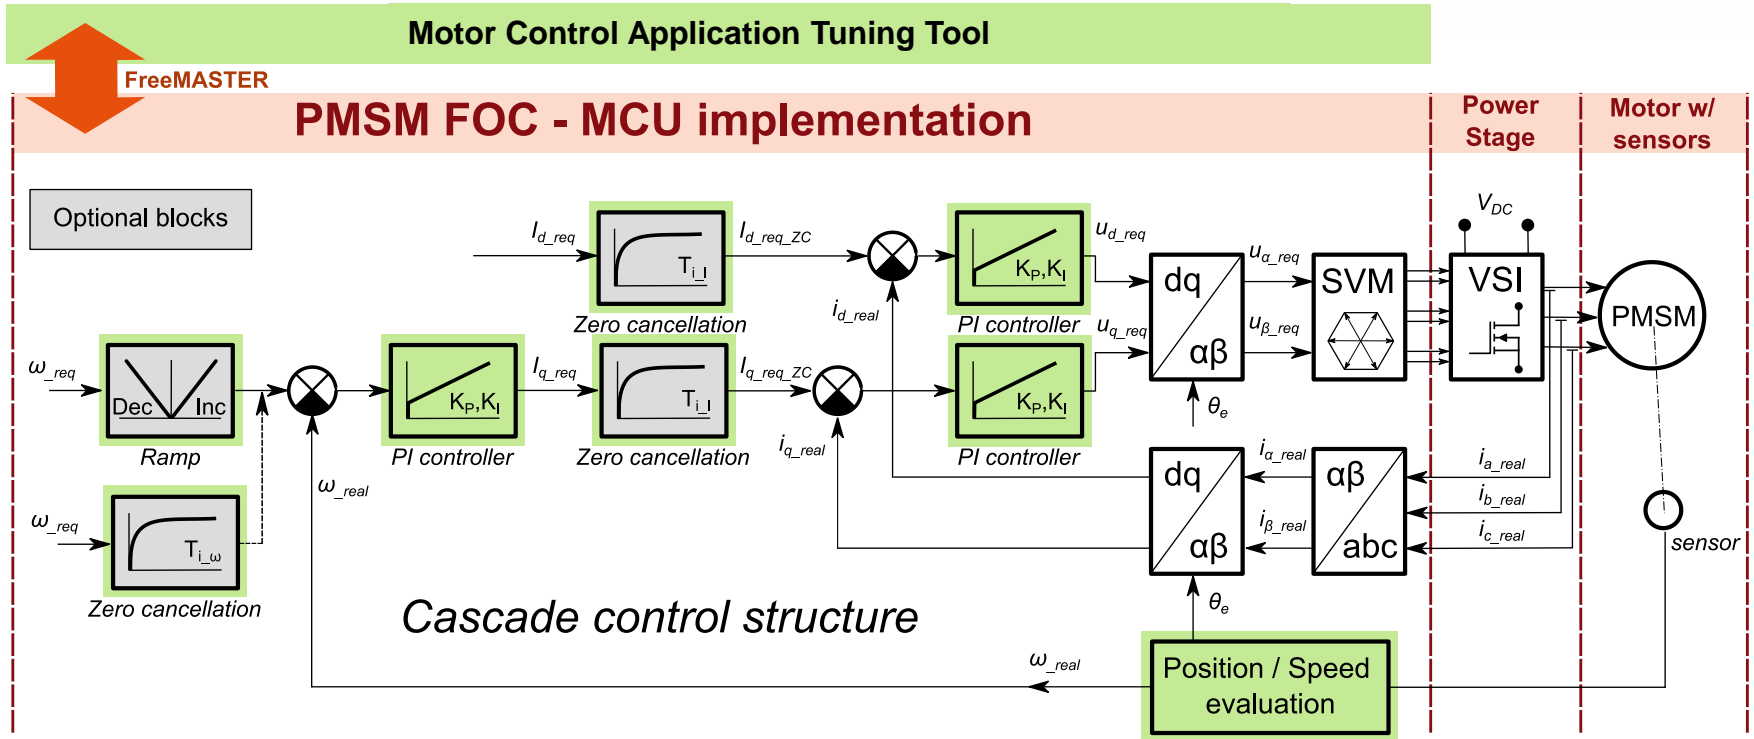 Motor Control Application Tuning Tool
FreeMASTER
PMSM FOC - MCU implementation
Power
Stage
Motor w/
sensors
Optional blocks
I_d_req
T_i_I
Zero cancellation
I_d_req_ZC
i_d_real
K_P,K_I
PI controller
u_d_req
u_q_req
dq
αβ
θ_e
u_α_req
u_β_req
SVM
V_DC
VSI
PMSM
ω_req
Dec
Inc
Ramp
K_P,K_I
PI controller
I_q_req
T_i_I
Zero cancellation
I_q_req_ZC
i_q_real
K_P,K_I
PI controller
ω_real
ω_req
T_i_ω
Zero cancellation
dq
αβ
θ_e
i_α_real
i_β_real
αβ
abc
i_a_real
i_b_real
i_c_real
sensor
Cascade control structure
ω_real
Position / Speed
evaluation